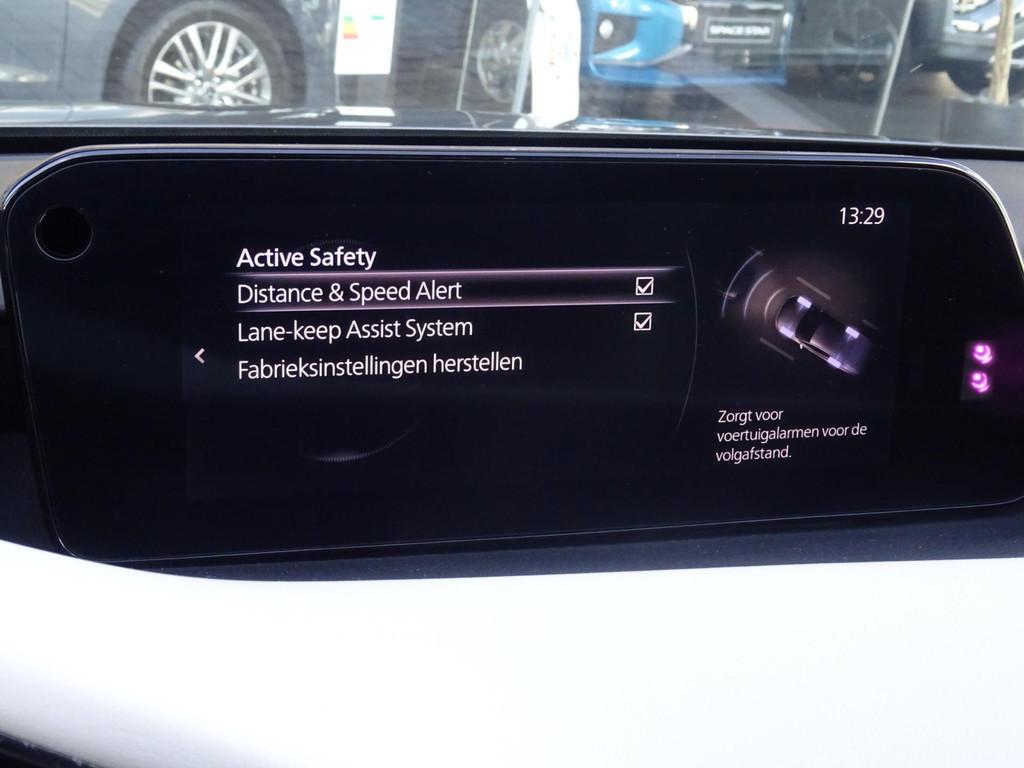 SPACE STAR
13:29
Active Safety
Distance & Speed Alert
Lane-keep Assist System
Fabrieksinstellingen herstellen
Zorgt voor
voertuigalarmen voor de
volgafstand.